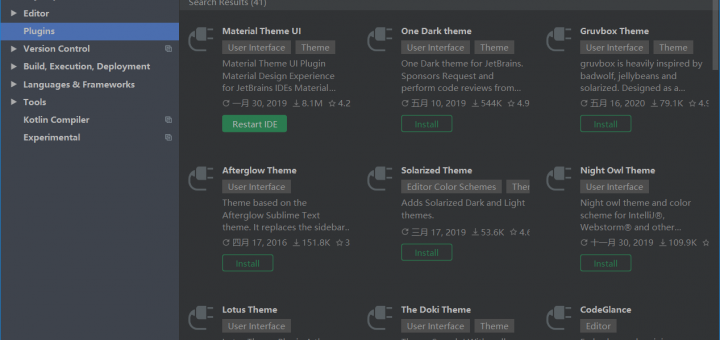 Search Results (41)
Editor
Plugins
Version Control
Build, Execution, Deployment
Languages & Frameworks
Tools
Kotlin Compiler
Experimental
Material Theme UI
User Interface Theme
Material Theme UI Plugin
Material Design Experience
for JetBrains IDEs Material...
一月 30, 2019 8.1M 4.2
Restart IDE
One Dark theme
User Interface Theme
One Dark theme for JetBrains.
Sponsors Request and
perform code reviews from...
五月 10, 2019 544K 4.9
Install
Gruvbox Theme
User Interface Theme
gruvbox is heavily inspired by
badwolf, jellybeans and
solarized. Designed as a...
五月 16, 2020 79.1K 4.9
Install
Afterglow Theme
User Interface
Theme based on the
Afterglow Sublime Text
theme. It replaces the sidebar...
四月 17, 2016 151.8K 3
Install
Solarized Theme
Editor Color Schemes
Adds Solarized Dark and Light
themes.
三月 17, 2019 53.6K 4.6
Install
Night Owl Theme
User Interface
Night owl theme and color
scheme for IntelliJ®,
Webstorm® and other...
十一月 30, 2019 109.9K
Install
Lotus Theme
User Interface
The Doki Theme
User Interface Theme
CodeGlance
Editor